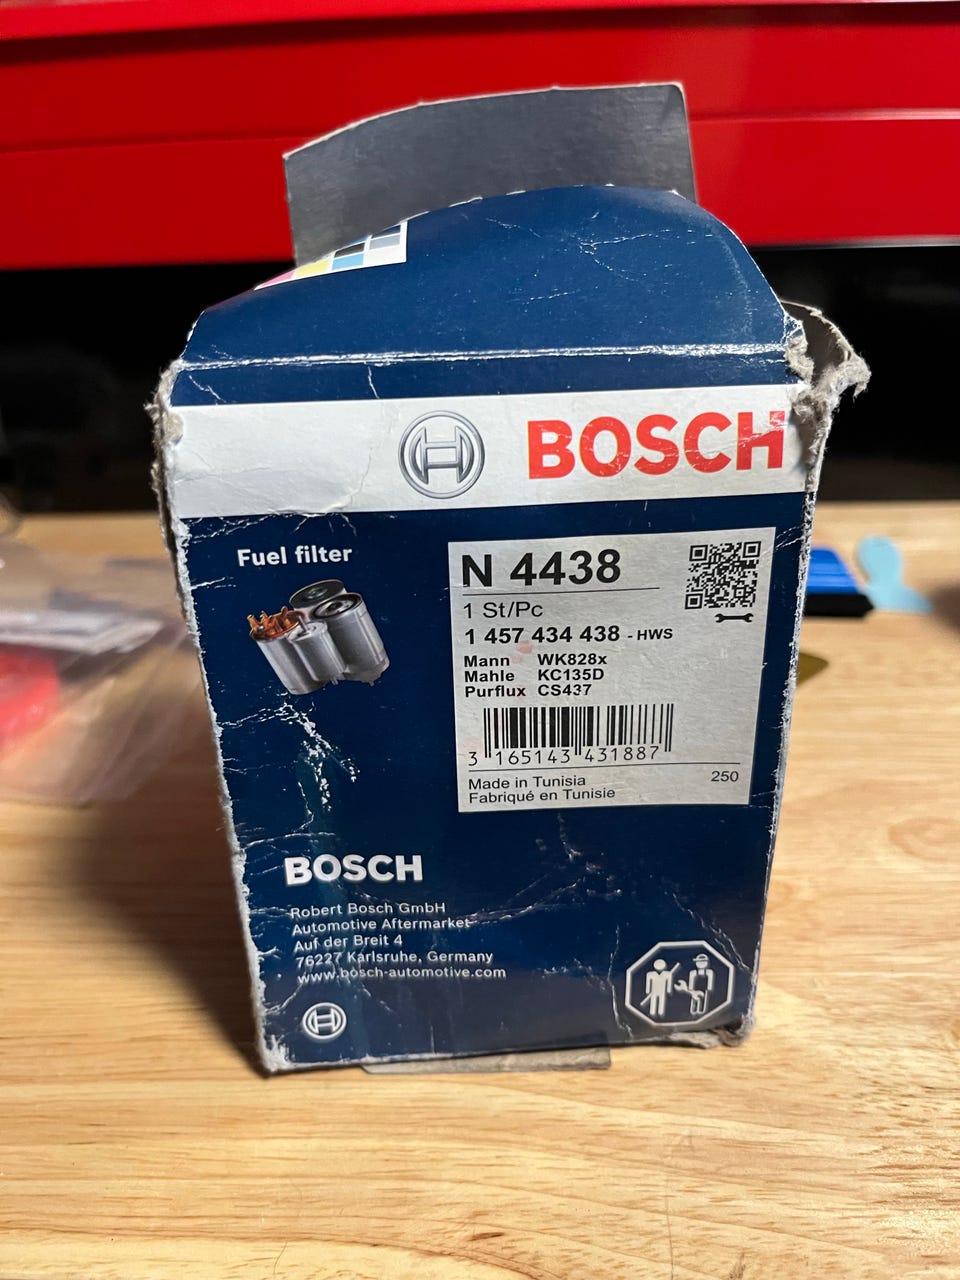 BOSCH
Fuel filter
N 4438
1 St/Pc
1 457 434 438 - HWS
Mann WK828x
Mahle KC135D
Purflux CS437
3 165143 431887
Made in Tunisia 250
Fabriqué en Tunisie
BOSCH
Robert Bosch GmbH
Automotive Aftermarket
Auf der Breit 4
76227 Karlsruhe, Germany
www.bosch-automotive.com